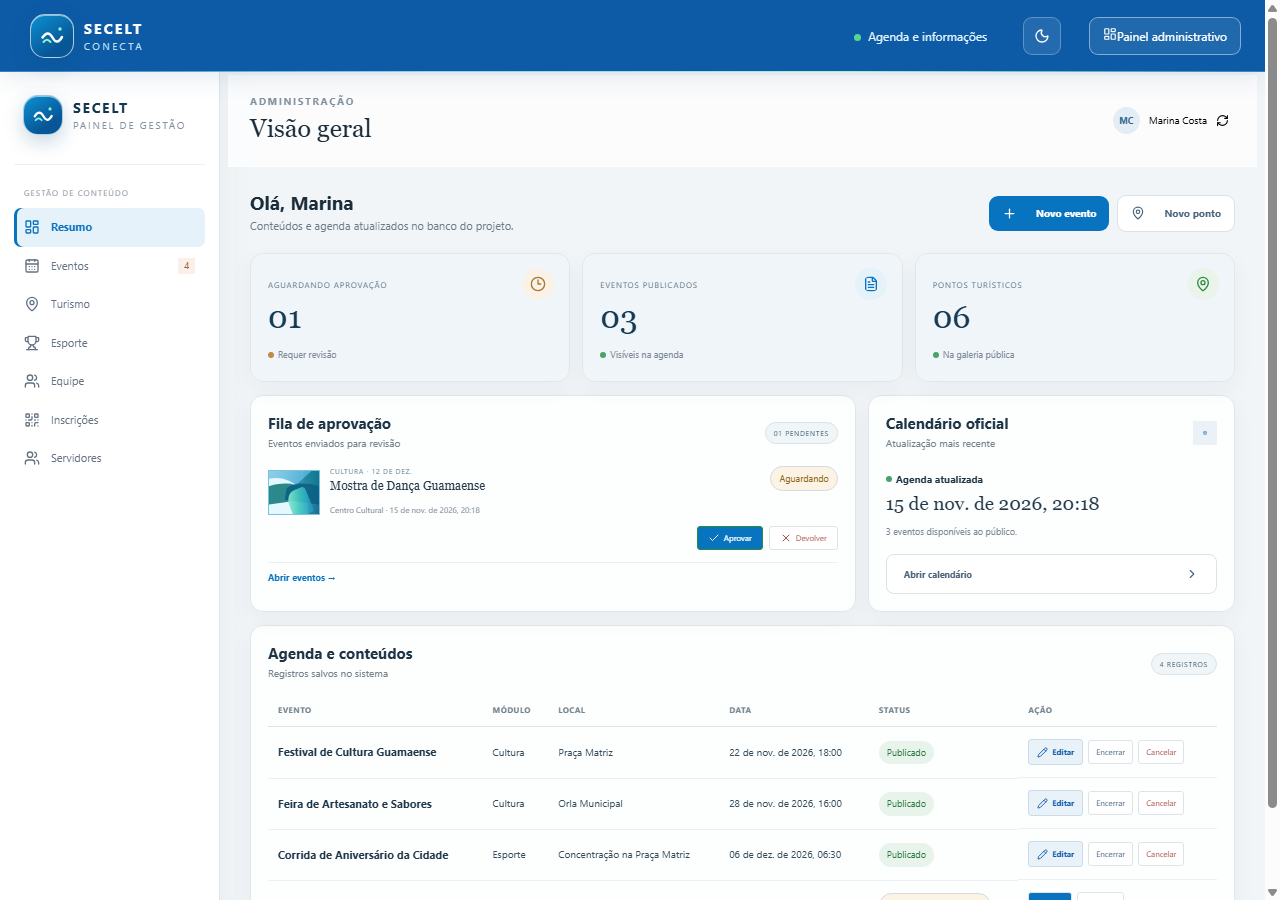 SECELT
CONECTA
Agenda e informações
Painel administrativo
SECELT
PAINEL DE GESTÃO
GESTÃO DE CONTEÚDO
Resumo
Eventos 4
Turismo
Esporte
Equipe
Inscrições
Servidores
ADMINISTRAÇÃO
Visão geral
MC Marina Costa
Olá, Marina
Conteúdos e agenda atualizados no banco do projeto.
Novo evento
Novo ponto
AGUARDANDO APROVAÇÃO
01
Requer revisão
EVENTOS PUBLICADOS
03
Visíveis na agenda
PONTOS TURÍSTICOS
06
Na galeria pública
Fila de aprovação
Eventos enviados para revisão
01 PENDENTES
CULTURA · 12 DE DEZ.
Mostra de Dança Guamaense
Centro Cultural · 15 de nov. de 2026, 20:18
Aguardando
Aprovar
Devolver
Abrir eventos →
Calendário oficial
Atualização mais recente
Agenda atualizada
15 de nov. de 2026, 20:18
3 eventos disponíveis ao público.
Abrir calendário
Agenda e conteúdos
Registros salvos no sistema
4 REGISTROS
EVENTO MÓDULO LOCAL DATA STATUS AÇÃO
Festival de Cultura Guamaense Cultura Praça Matriz 22 de nov. de 2026, 18:00 Publicado Editar Encerrar Cancelar
Feira de Artesanato e Sabores Cultura Orla Municipal 28 de nov. de 2026, 16:00 Publicado Editar Encerrar Cancelar
Corrida de Aniversário da Cidade Esporte Concentração na Praça Matriz 06 de dez. de 2026, 06:30 Publicado Editar Encerrar Cancelar